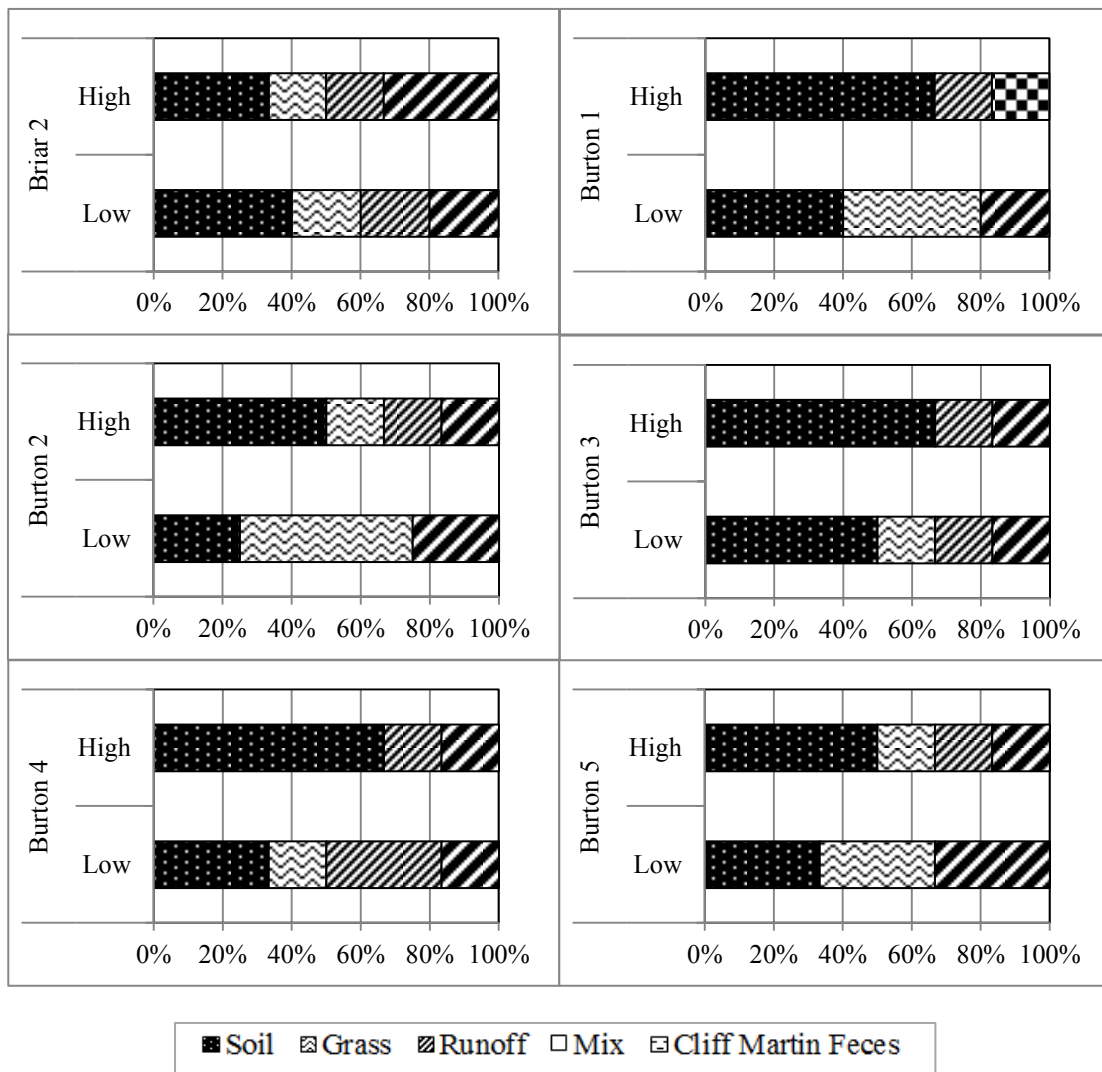 Briar 2
High
Low
0% 20% 40% 60% 80% 100%
Burton 1
High
Low
0% 20% 40% 60% 80% 100%
Burton 2
High
Low
0% 20% 40% 60% 80% 100%
Burton 3
High
Low
0% 20% 40% 60% 80% 100%
Burton 4
High
Low
0% 20% 40% 60% 80% 100%
Burton 5
High
Low
0% 20% 40% 60% 80% 100%
Soil Grass Runoff Mix Cliff Martin Feces